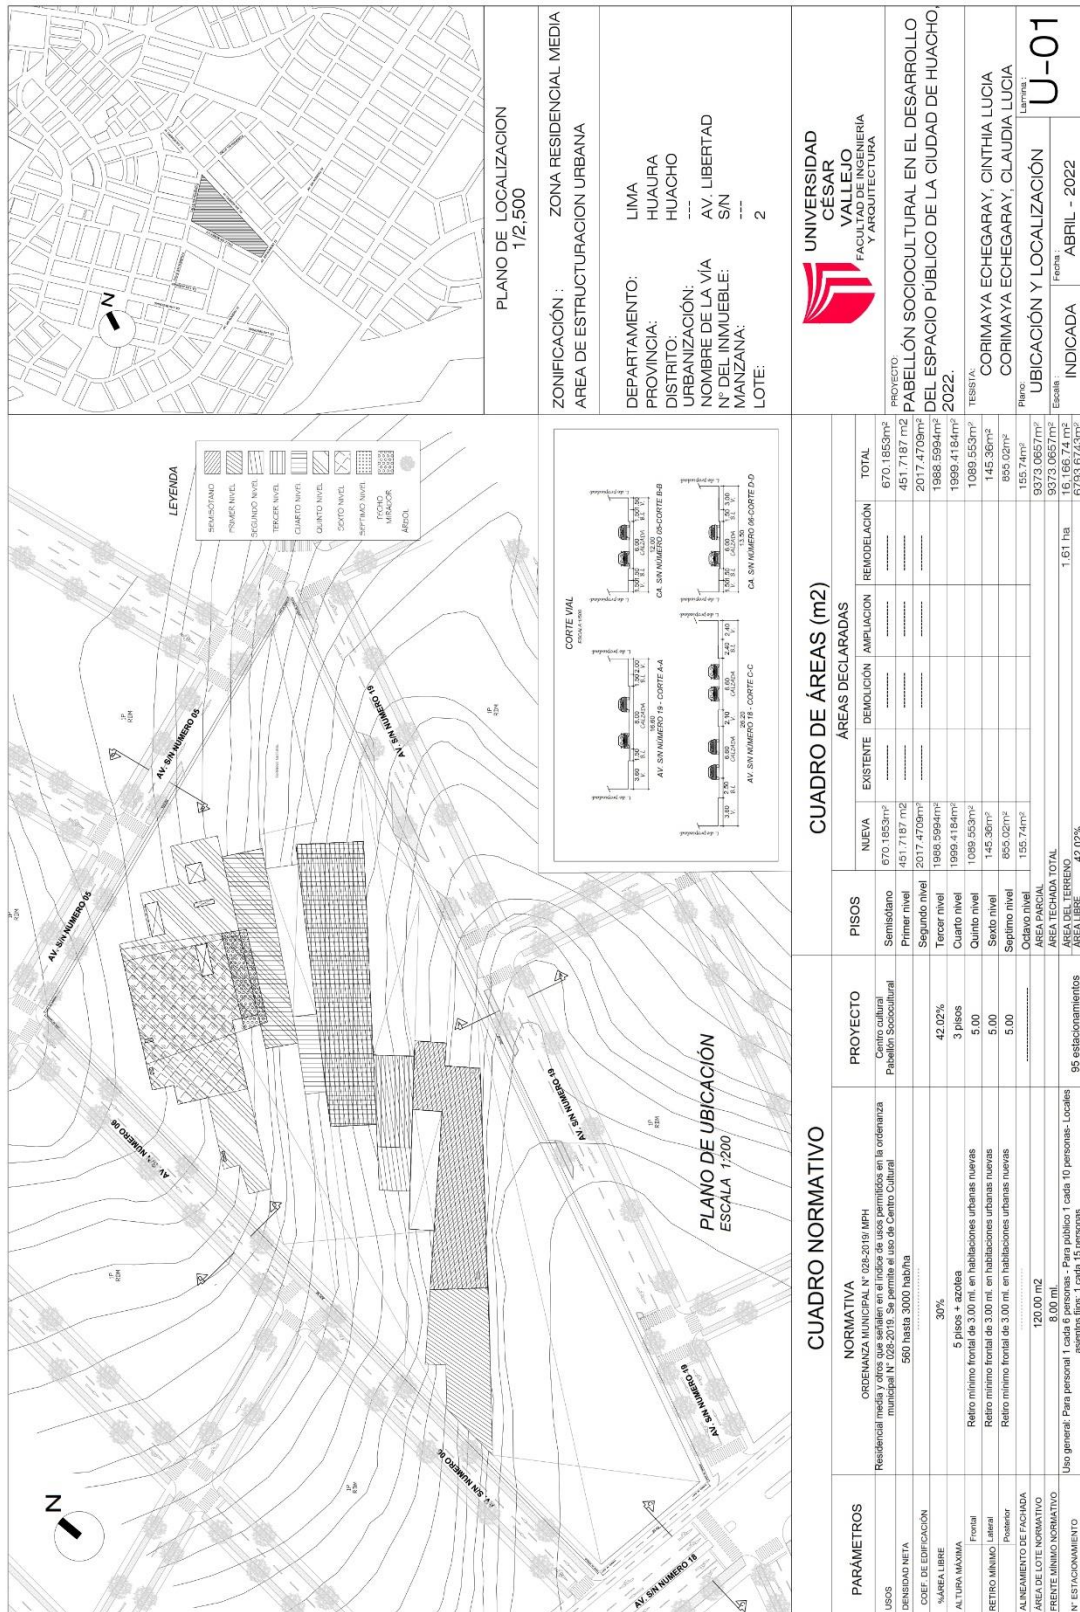 PLANO DE LOCALIZACION
1/2,500
ZONIFICACIÓN : ZONA RESIDENCIAL MEDIA
AREA DE ESTRUCTURACION URBANA
DEPARTAMENTO: LIMA
PROVINCIA: HUAURA
DISTRITO: HUACHO
URBANIZACIÓN: ---
NOMBRE DE LA VÍA AV. LIBERTAD
N° DEL INMUEBLE: S/N
MANZANA: ---
LOTE: 2
UNIVERSIDAD
CÉSAR
VALLEJO
FACULTAD DE INGENIERÍA
Y ARQUITECTURA
PROYECTO:
PABELLÓN SOCIOCULTURAL EN EL DESARROLLO
DEL ESPACIO PÚBLICO DE LA CIUDAD DE HUACHO,
2022.
TESISTA:
CORIMAYA ECHEGARAY, CINTHIA LUCIA
CORIMAYA ECHEGARAY, CLAUDIA LUCIA
Plano:
UBICACIÓN Y LOCALIZACIÓN
Lamina :
U-01
Escala :
INDICADA
Fecha :
ABRIL - 2022
N
LEYENDA
SEMISÓTANO
PRIMER NIVEL
SEGUNDO NIVEL
TERCER NIVEL
CUARTO NIVEL
QUINTO NIVEL
SEXTO NIVEL
SEPTIMO NIVEL
TECHO
MIRADOR
ÁRBOL
AV. S/N NUMERO 05
AV. S/N NUMERO 05
AV. S/N NUMERO 19
AV. S/N NUMERO 19
AV. S/N NUMERO 19
AV. S/N NUMERO 06
AV. S/N NUMERO 06
AV. S/N NUMERO 18
N
PLANO DE UBICACIÓN
ESCALA 1:200
CORTE VIAL
AV. S/N NÚMERO 19 - CORTE A-A
CA. S/N NÚMERO 05-CORTE B-B
AV. S/N NÚMERO 18 - CORTE C-C
CA. S/N NÚMERO 06-CORTE D-D
CUADRO NORMATIVO
PARÁMETROS NORMATIVA PROYECTO
ORDENANZA MUNICIPAL N° 028-2019/ MPH
USOS Residencial media y otros que señalen en el índice de usos permitidos en la ordenanza municipal N° 028-2019. Se permite el uso de Centro Cultural Centro cultural Pabellón Sociocultural
DENSIDAD NETA 560 hasta 3000 hab/ha
COEF. DE EDIFICACIÓN
%ÁREA LIBRE 30% 42.02%
ALTURA MÁXIMA 5 pisos + azotea 3 pisos
RETIRO MÍNIMO Frontal Retiro mínimo frontal de 3.00 ml. en habitaciones urbanas nuevas 5.00
Lateral Retiro mínimo frontal de 3.00 ml. en habitaciones urbanas nuevas 5.00
Posterior Retiro mínimo frontal de 3.00 ml. en habitaciones urbanas nuevas 5.00
ALINEAMIENTO DE FACHADA
ÁREA DE LOTE NORMATIVO 120.00 m2
FRENTE MÍNIMO NORMATIVO 8.00 ml.
N° ESTACIONAMIENTO Uso general: Para personal 1 cada 6 personas - Para público 1 cada 10 personas- Locales asientos fijos: 1 cada 15 personas 95 estacionamientos
CUADRO DE ÁREAS (m2)
PISOS ÁREAS DECLARADAS
NUEVA EXISTENTE DEMOLICIÓN AMPLIACION REMODELACIÓN TOTAL
Semisótano 670.1853m² -------- -------- -------- -------- 670.1853m²
Primer nivel 451.7187 m2 -------- -------- -------- -------- 451.7187 m2
Segundo nivel 2017.4709m² -------- -------- -------- -------- 2017.4709m²
Tercer nivel 1988.5994m² 1988.5994m²
Cuarto nivel 1999.4184m² 1999.4184m²
Quinto nivel 1089.553m² 1089.553m²
Sexto nivel 145.36m² 145.36m²
Septimo nivel 855.02m² 855.02m²
Octavo nivel 155.74m² 155.74m²
ÁREA PARCIAL 9373.0657m²
ÁREA TECHADA TOTAL 9373.0657m²
ÁREA DEL TERRENO 1.61 ha 16,166.74 m²
ÁREA LIBRE 42.02% 6793.6743m²